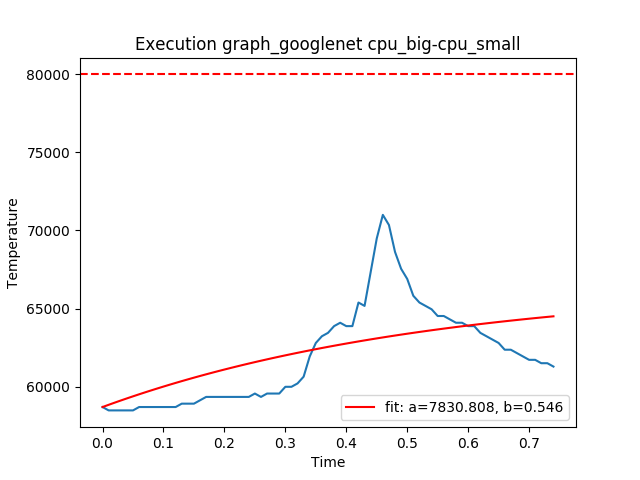 Execution graph_googlenet cpu_big-cpu_small
Temperature
80000
75000
70000
65000
60000
fit: a=7830.808, b=0.546
0.0 0.1 0.2 0.3 0.4 0.5 0.6 0.7
Time